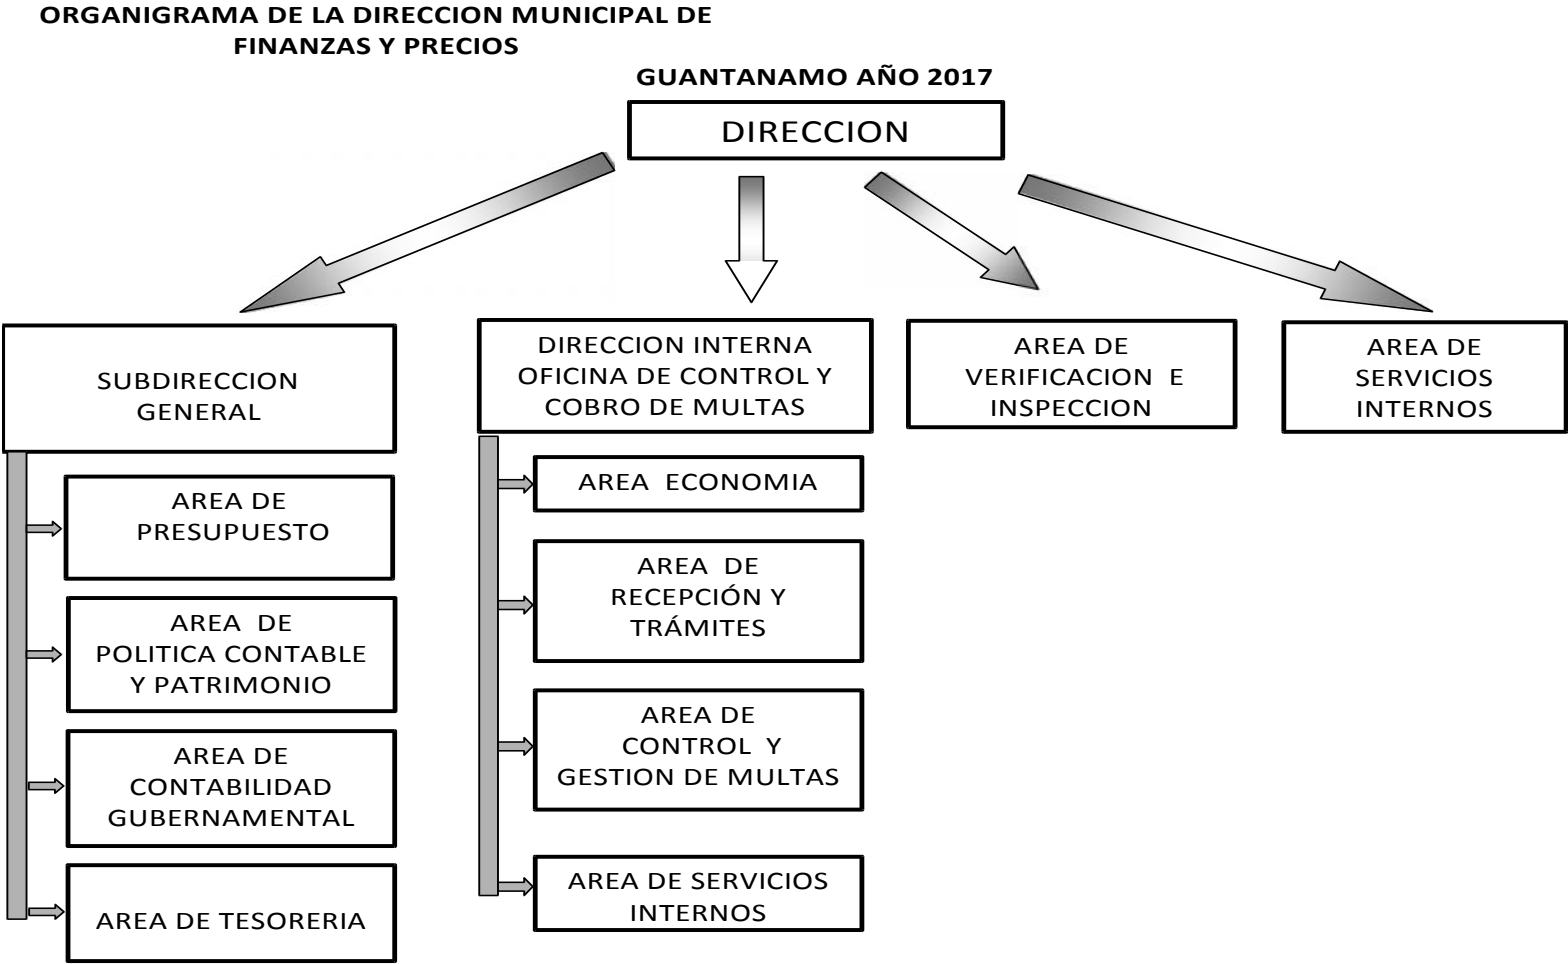 ORGANIGRAMA DE LA DIRECCION MUNICIPAL DE
FINANZAS Y PRECIOS
GUANTANAMO AÑO 2017
DIRECCION
SUBDIRECCION
GENERAL
AREA DE
PRESUPUESTO
AREA DE
POLITICA CONTABLE
Y PATRIMONIO
AREA DE
CONTABILIDAD
GUBERNAMENTAL
AREA DE TESORERIA
DIRECCION INTERNA
OFICINA DE CONTROL Y
COBRO DE MULTAS
AREA ECONOMIA
AREA DE
RECEPCIÓN Y
TRÁMITES
AREA DE
CONTROL Y
GESTION DE MULTAS
AREA DE SERVICIOS
INTERNOS
AREA DE
VERIFICACION E
INSPECCION
AREA DE
SERVICIOS
INTERNOS